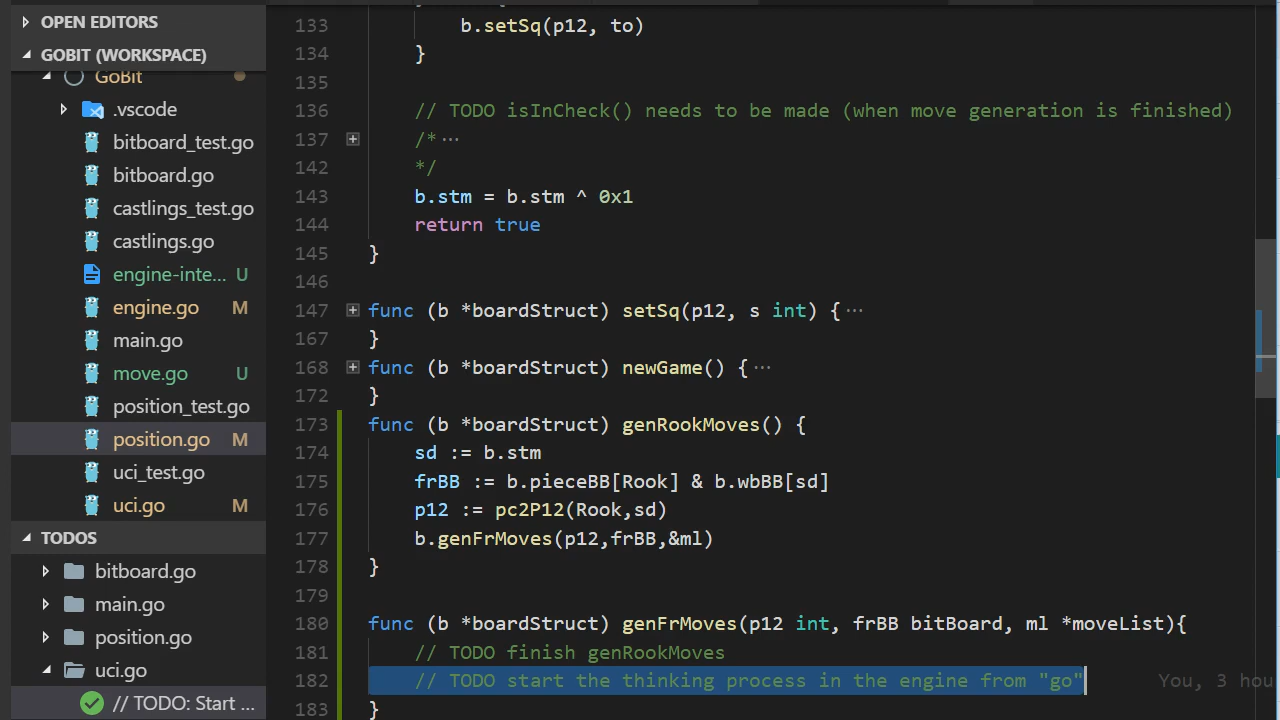 OPEN EDITORS
GOBIT (WORKSPACE)
GoBit
.vscode
bitboard_test.go
bitboard.go
castlings_test.go
castlings.go
engine-inte... U
engine.go M
main.go
move.go U
position_test.go
position.go M
uci_test.go
uci.go M
TODOS
bitboard.go
main.go
position.go
uci.go
// TODO: Start ...
133 b.setSq(p12, to)
134 }
135
136 // TODO isInCheck() needs to be made (when move generation is finished)
137 /* ...
142 */
143 b.stm = b.stm ^ 0x1
144 return true
145 }
146
147 func (b *boardStruct) setSq(p12, s int) { ...
167 }
168 func (b *boardStruct) newGame() { ...
172 }
173 func (b *boardStruct) genRookMoves() {
174 sd := b.stm
175 frBB := b.pieceBB[Rook] & b.wbBB[sd]
176 p12 := pc2P12(Rook,sd)
177 b.genFrMoves(p12,frBB,&ml)
178 }
179
180 func (b *boardStruct) genFrMoves(p12 int, frBB bitBoard, ml *moveList){
181 // TODO finish genRookMoves
182 // TODO start the thinking process in the engine from "go" You, 3 hou
183 }